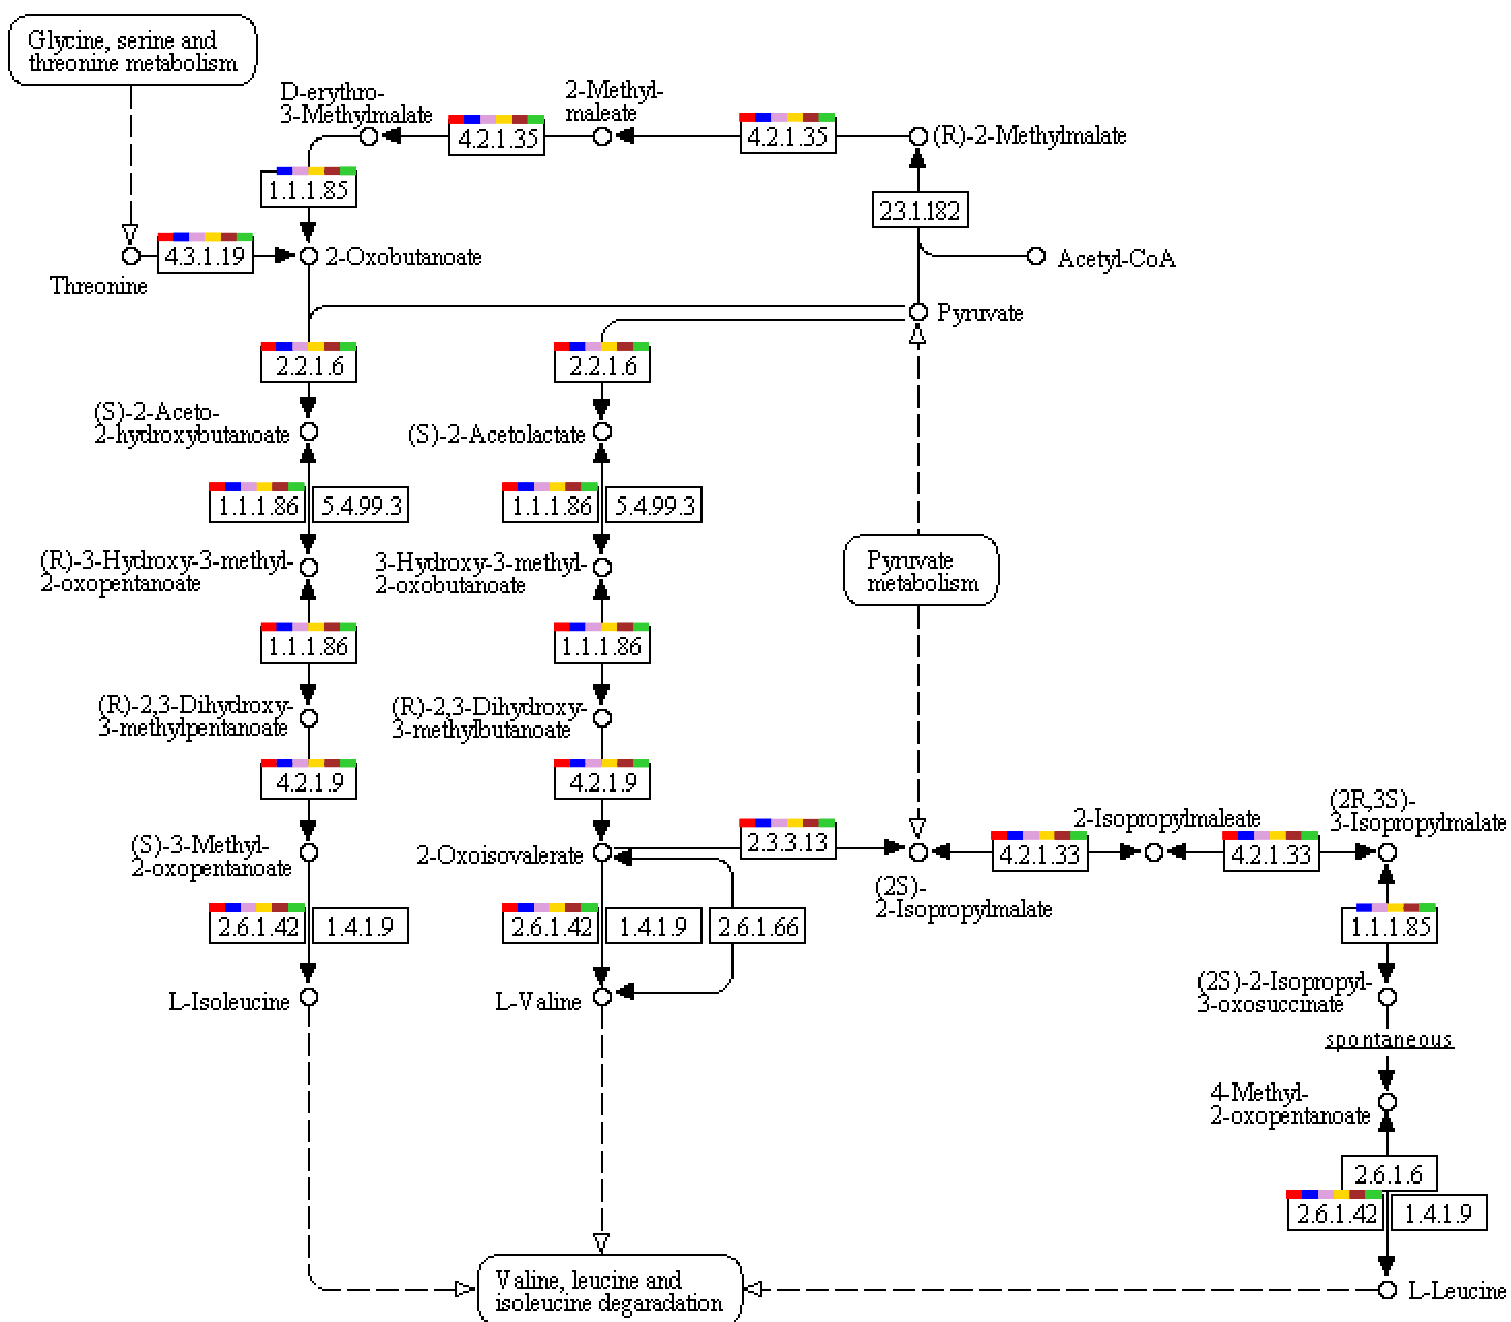 Glycine, serine and
threonine metabolism
D-erythro-
3-Methylmalate
2-Methyl-
maleate
4.2.1.35
4.2.1.35
(R)-2-Methylmalate
1.1.1.85
2.3.1.182
4.3.1.19
2-Oxobutanoate
Acetyl-CoA
Threonine
Pyruvate
2.2.1.6
2.2.1.6
(S)-2-Aceto-
2-hydroxybutanoate
(S)-2-Acetolactate
1.1.1.86
5.4.99.3
1.1.1.86
5.4.99.3
(R)-3-Hydroxy-3-methyl-
2-oxopentanoate
3-Hydroxy-3-methyl-
2-oxobutanoate
Pyruvate
metabolism
1.1.1.86
1.1.1.86
(R)-2,3-Dihydroxy-
3-methylpentanoate
(R)-2,3-Dihydroxy-
3-methylbutanoate
4.2.1.9
4.2.1.9
(S)-3-Methyl-
2-oxopentanoate
2-Oxoisovalerate
2.3.3.13
(2S)-
2-Isopropylmalate
4.2.1.33
2-Isopropylmaleate
4.2.1.33
(2R,3S)-
3-Isopropylmalate
2.6.1.42
1.4.1.9
2.6.1.42
1.4.1.9
2.6.1.66
1.1.1.85
L-Isoleucine
L-Valine
(2S)-2-Isopropyl-
3-oxosuccinate
spontaneous
4-Methyl-
2-oxopentanoate
2.6.1.6
2.6.1.42
1.4.1.9
Valine, leucine and
isoleucine degaradation
L-Leucine